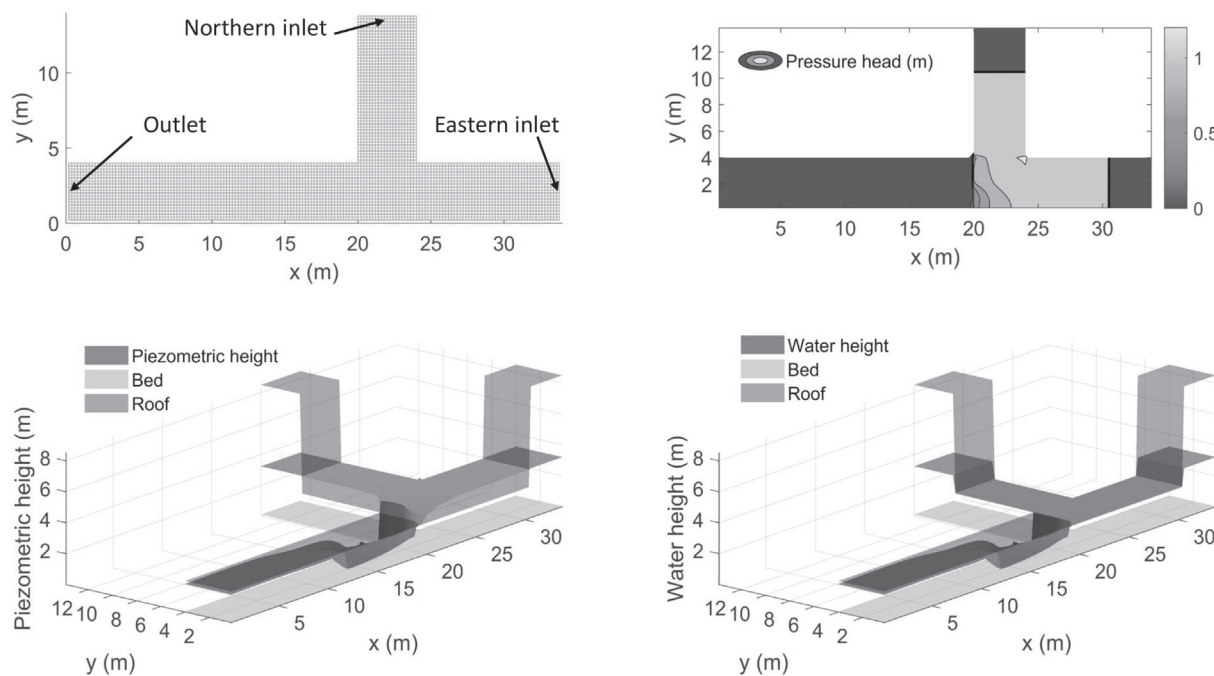 Northern inlet
Outlet
Eastern inlet
y (m)
10
5
0
0 5 10 15 20 25 30
x (m)
Pressure head (m)
y (m)
12
10
8
6
4
2
5 10 15 20 25 30
x (m)
1
0.5
0
Piezometric height
Bed
Roof
Piezometric height (m)
8
6
4
2
12 10 8 6 4 2
y (m)
5 10 15 20 25 30
x (m)
Water height
Bed
Roof
Water height (m)
8
6
4
2
12 10 8 6 4 2
y (m)
5 10 15 20 25 30
x (m)